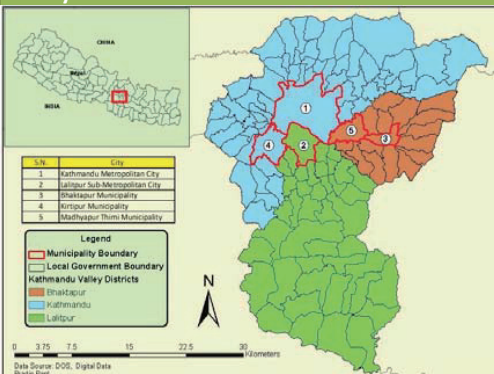 CHINA
Nepal
INDIA
S.N. City
1 Kathmandu Metropolitan City
2 Lalitpur Sub-Metropolitan City
3 Bhaktapur Municipality
4 Kirtipur Municipality
5 Madhyapur Thimi Municipality
1
5
3
4
2
Legend
Municipality Boundary
Local Government Boundary
Kathmandu Valley Districts
Bhaktapur
Kathmandu
Lalitpur
N
0 3.75 7.5 15 22.5 30
Kilometers
Data Source: DOS, Digital Data